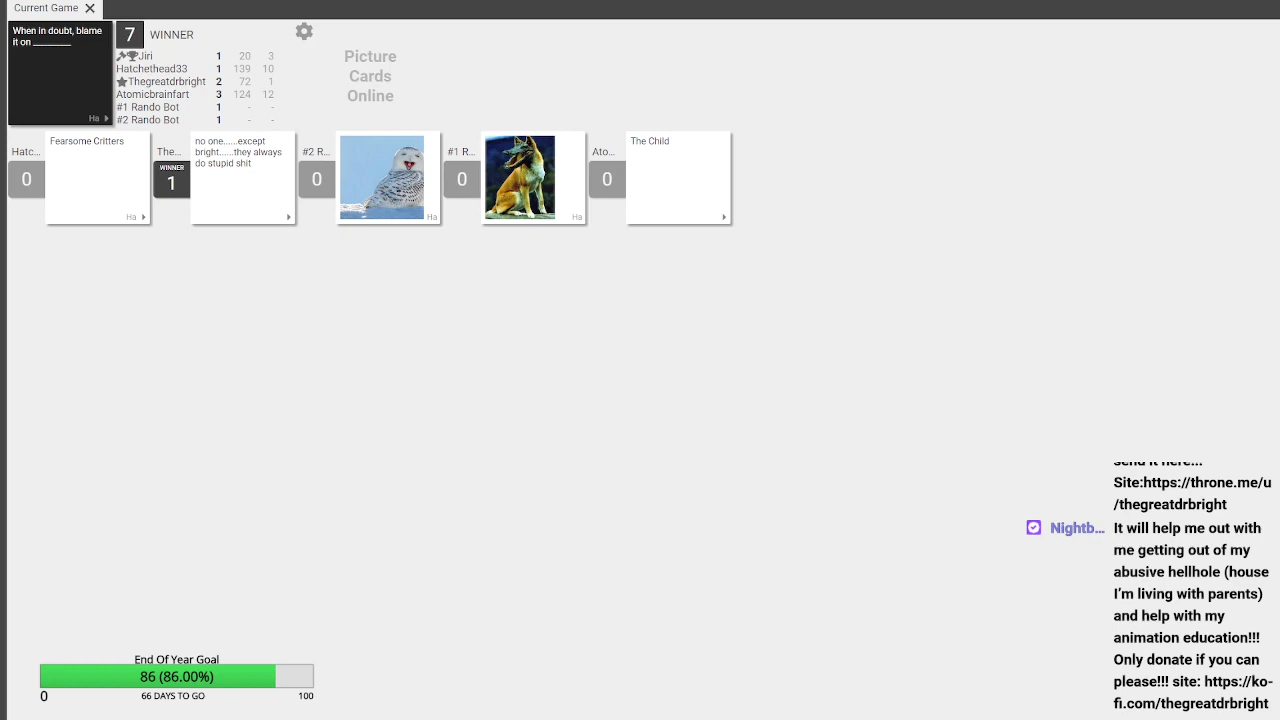 Current Game
When in doubt, blame
it on ________
Ha
7 WINNER
Jiri 1 20 3
Hatchethead33 1 139 10
Thegreatdrbright 2 72 1
Atomicbrainfart 3 124 12
#1 Rando Bot 1 - -
#2 Rando Bot 1 - -
Picture
Cards
Online
Hatc...
0
Fearsome Critters
Ha
The...
WINNER
1
no one.....except
bright.....they always
do stupid shit
#2 R...
0
Ha
#1 R...
0
Ha
Ato...
0
The Child
send it here...
Site:https://throne.me/u
/thegreatdrbright
Nightb... It will help me out with
me getting out of my
abusive hellhole (house
I’m living with parents)
and help with my
animation education!!!
Only donate if you can
please!!! site: https://ko-
fi.com/thegreatdrbright
End Of Year Goal
86 (86.00%)
0 66 DAYS TO GO 100